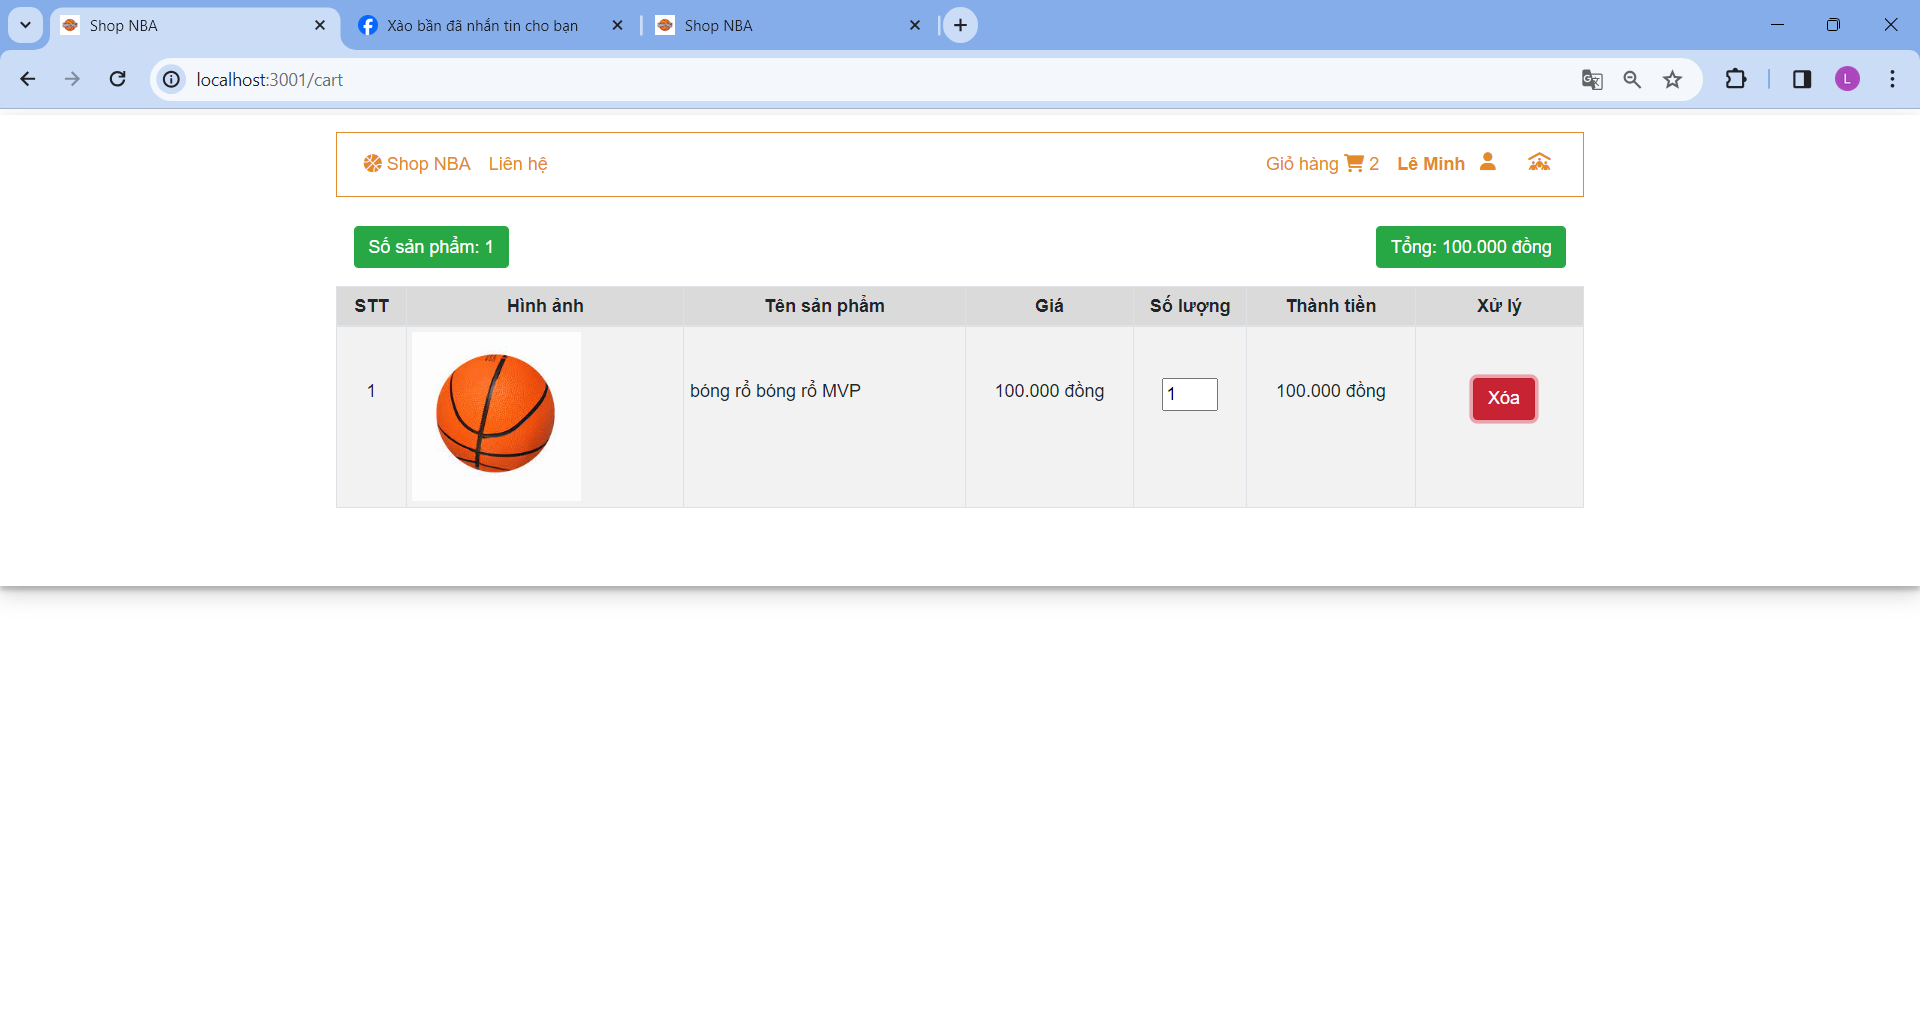 Shop NBA
Xào bần đã nhắn tin cho bạn
Shop NBA
localhost:3001/cart
L
Shop NBA Liên hệ Giỏ hàng 2 Lê Minh
Số sản phẩm: 1 Tổng: 100.000 đồng
STT Hình ảnh Tên sản phẩm Giá Số lượng Thành tiền Xử lý
1 bóng rổ bóng rổ MVP 100.000 đồng 1 100.000 đồng Xóa